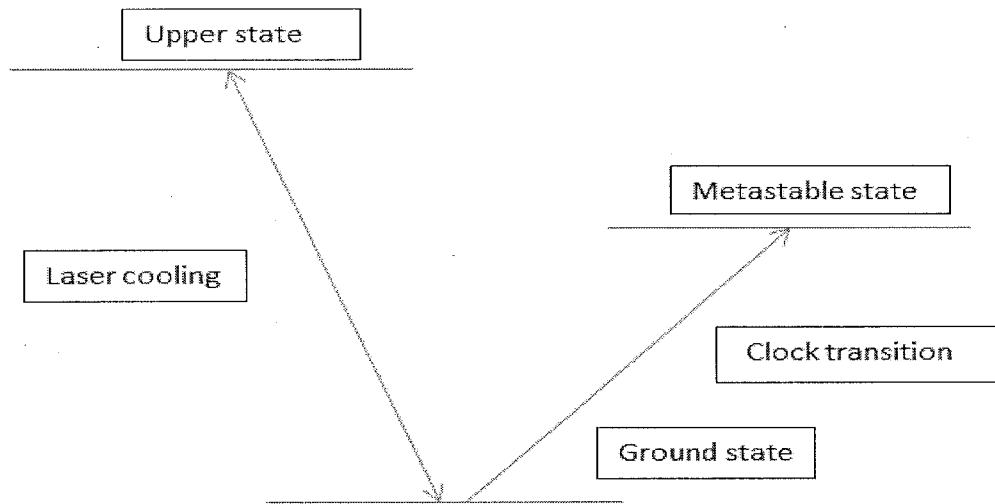 Upper state
Metastable state
Laser cooling
Clock transition
Ground state